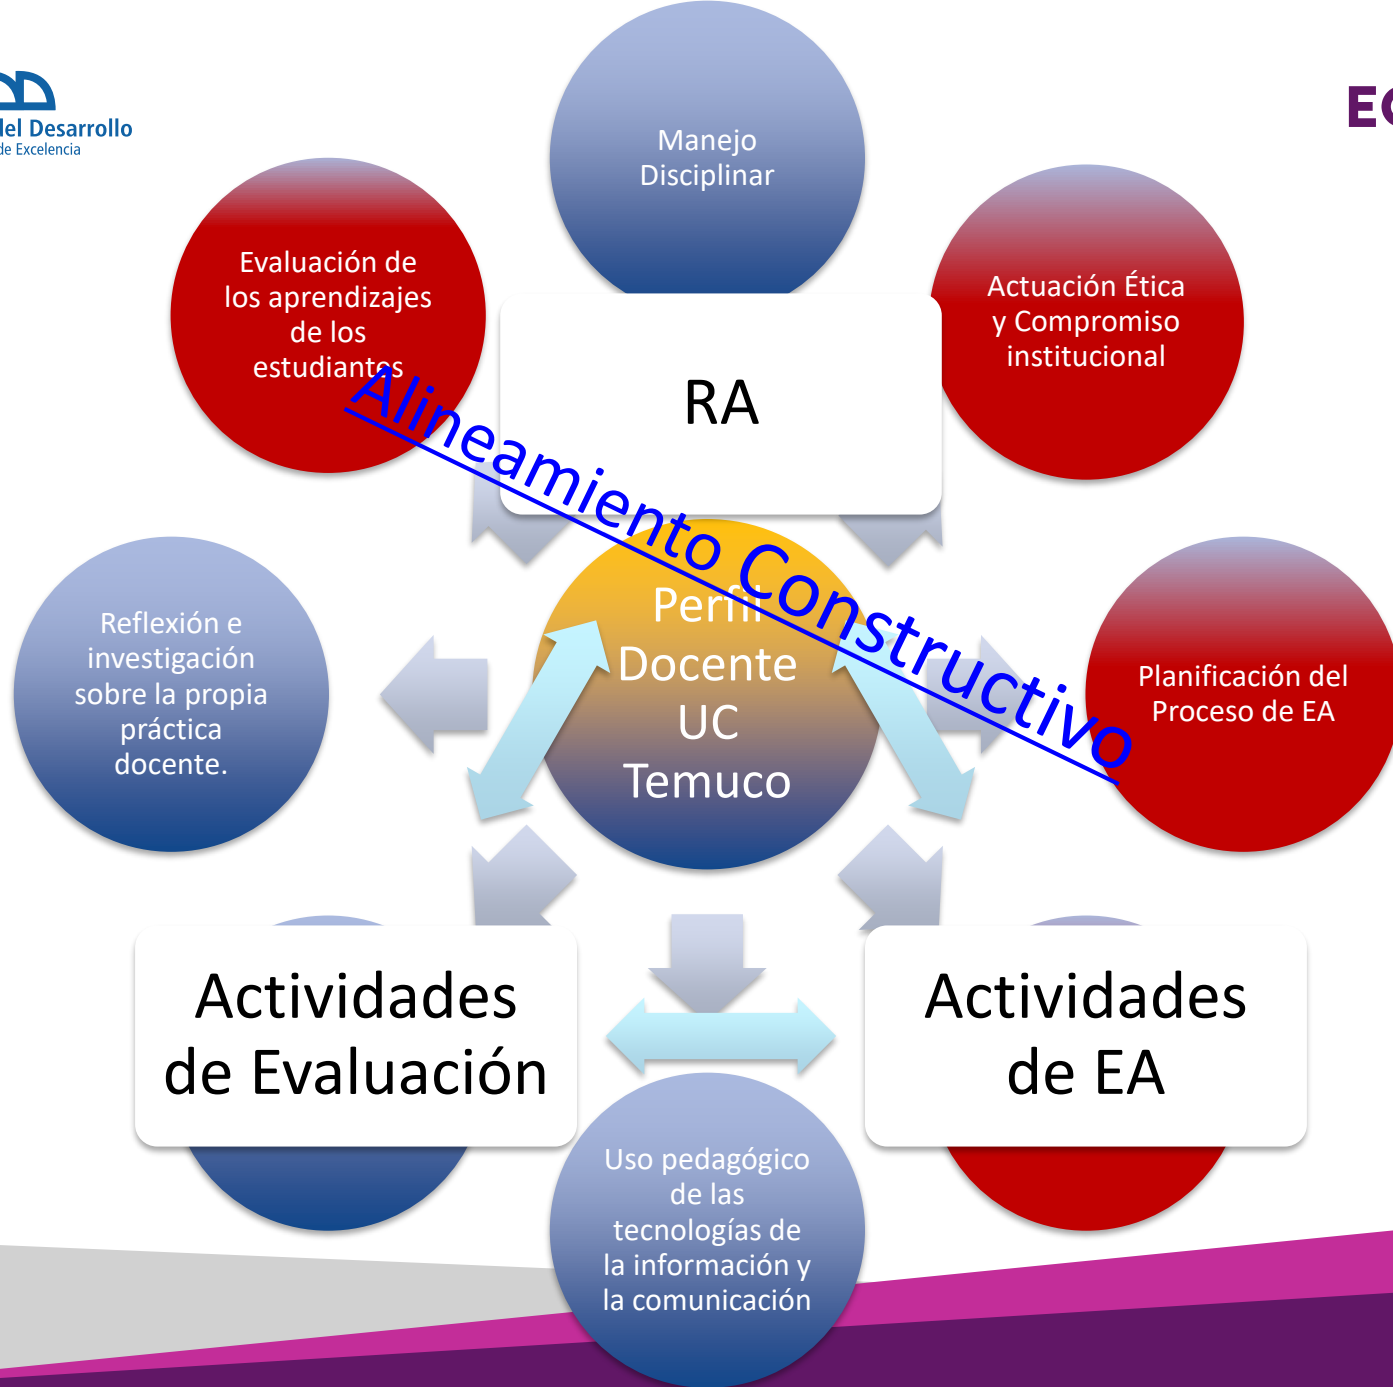 del Desarrollo
de Excelencia
Manejo
Disciplinar
Evaluación de
los aprendizajes
de los
estudiantes
Actuación Ética
y Compromiso
institucional
RA
Alineamiento Constructivo
Perfil
Docente
UC
Temuco
Reflexión e
investigación
sobre la propia
práctica
docente.
Planificación del
Proceso de EA
Actividades
de Evaluación
Actividades
de EA
Uso pedagógico
de las
tecnologías de
la información y
la comunicación